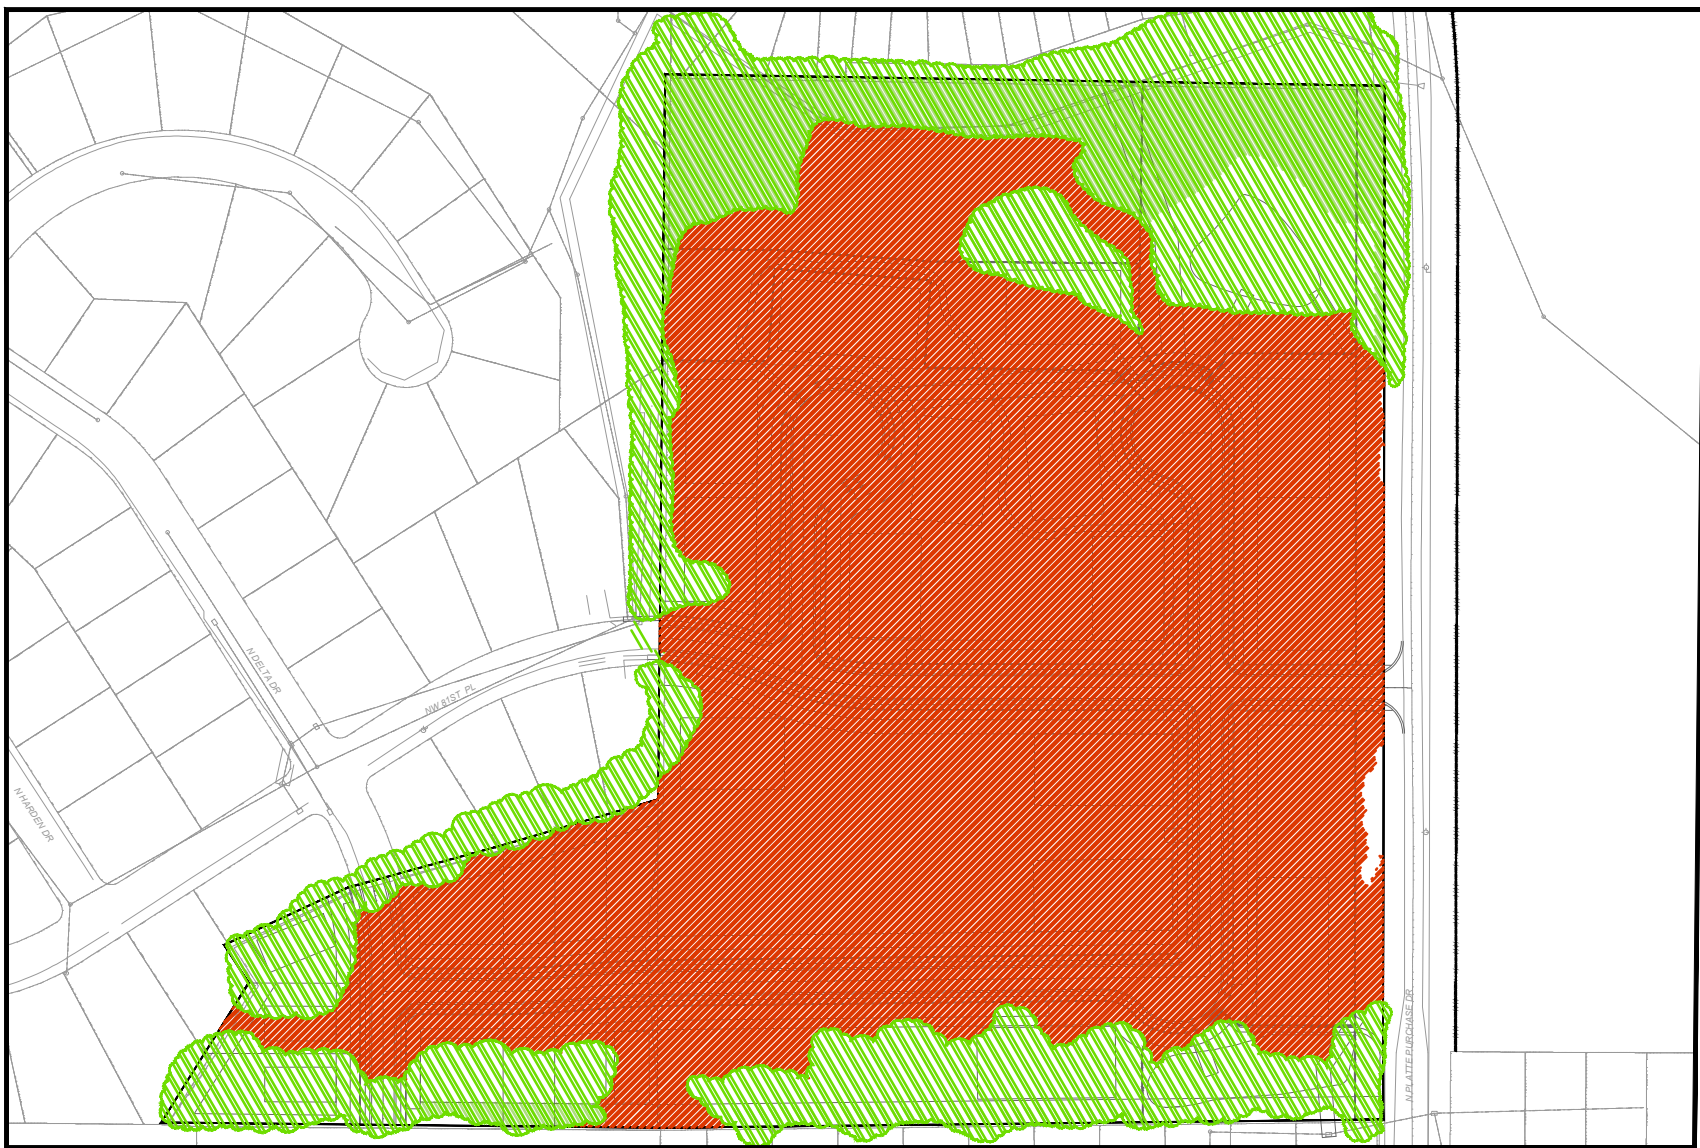 N DELTA DR
NW 81ST PL
N HARDEN DR
N PLATTE PURCHASE DR